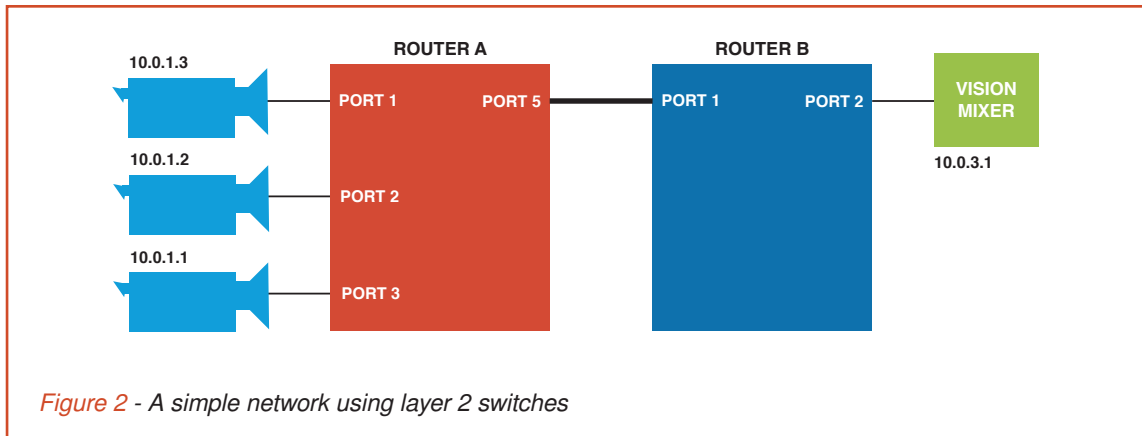 ROUTER A
ROUTER B
10.0.1.3
PORT 1
PORT 5
PORT 1
PORT 2
VISION
MIXER
10.0.1.2
10.0.3.1
PORT 2
10.0.1.1
PORT 3
Figure 2 - A simple network using layer 2 switches